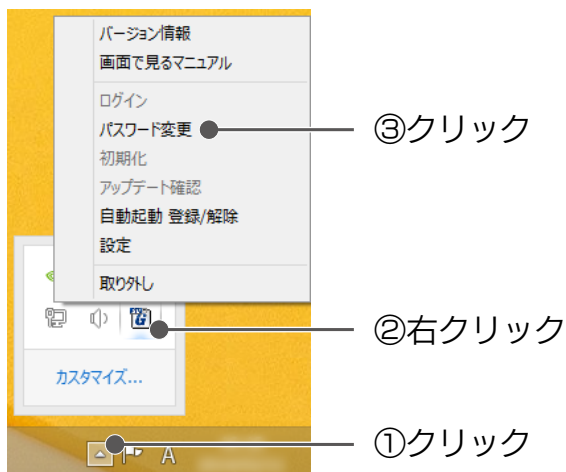 バージョン情報
画面で見るマニュアル
ログイン
パスワード変更
③クリック
初期化
アップデート確認
自動起動 登録/解除
設定
取り外し
②右クリック
カスタマイズ...
①クリック
A